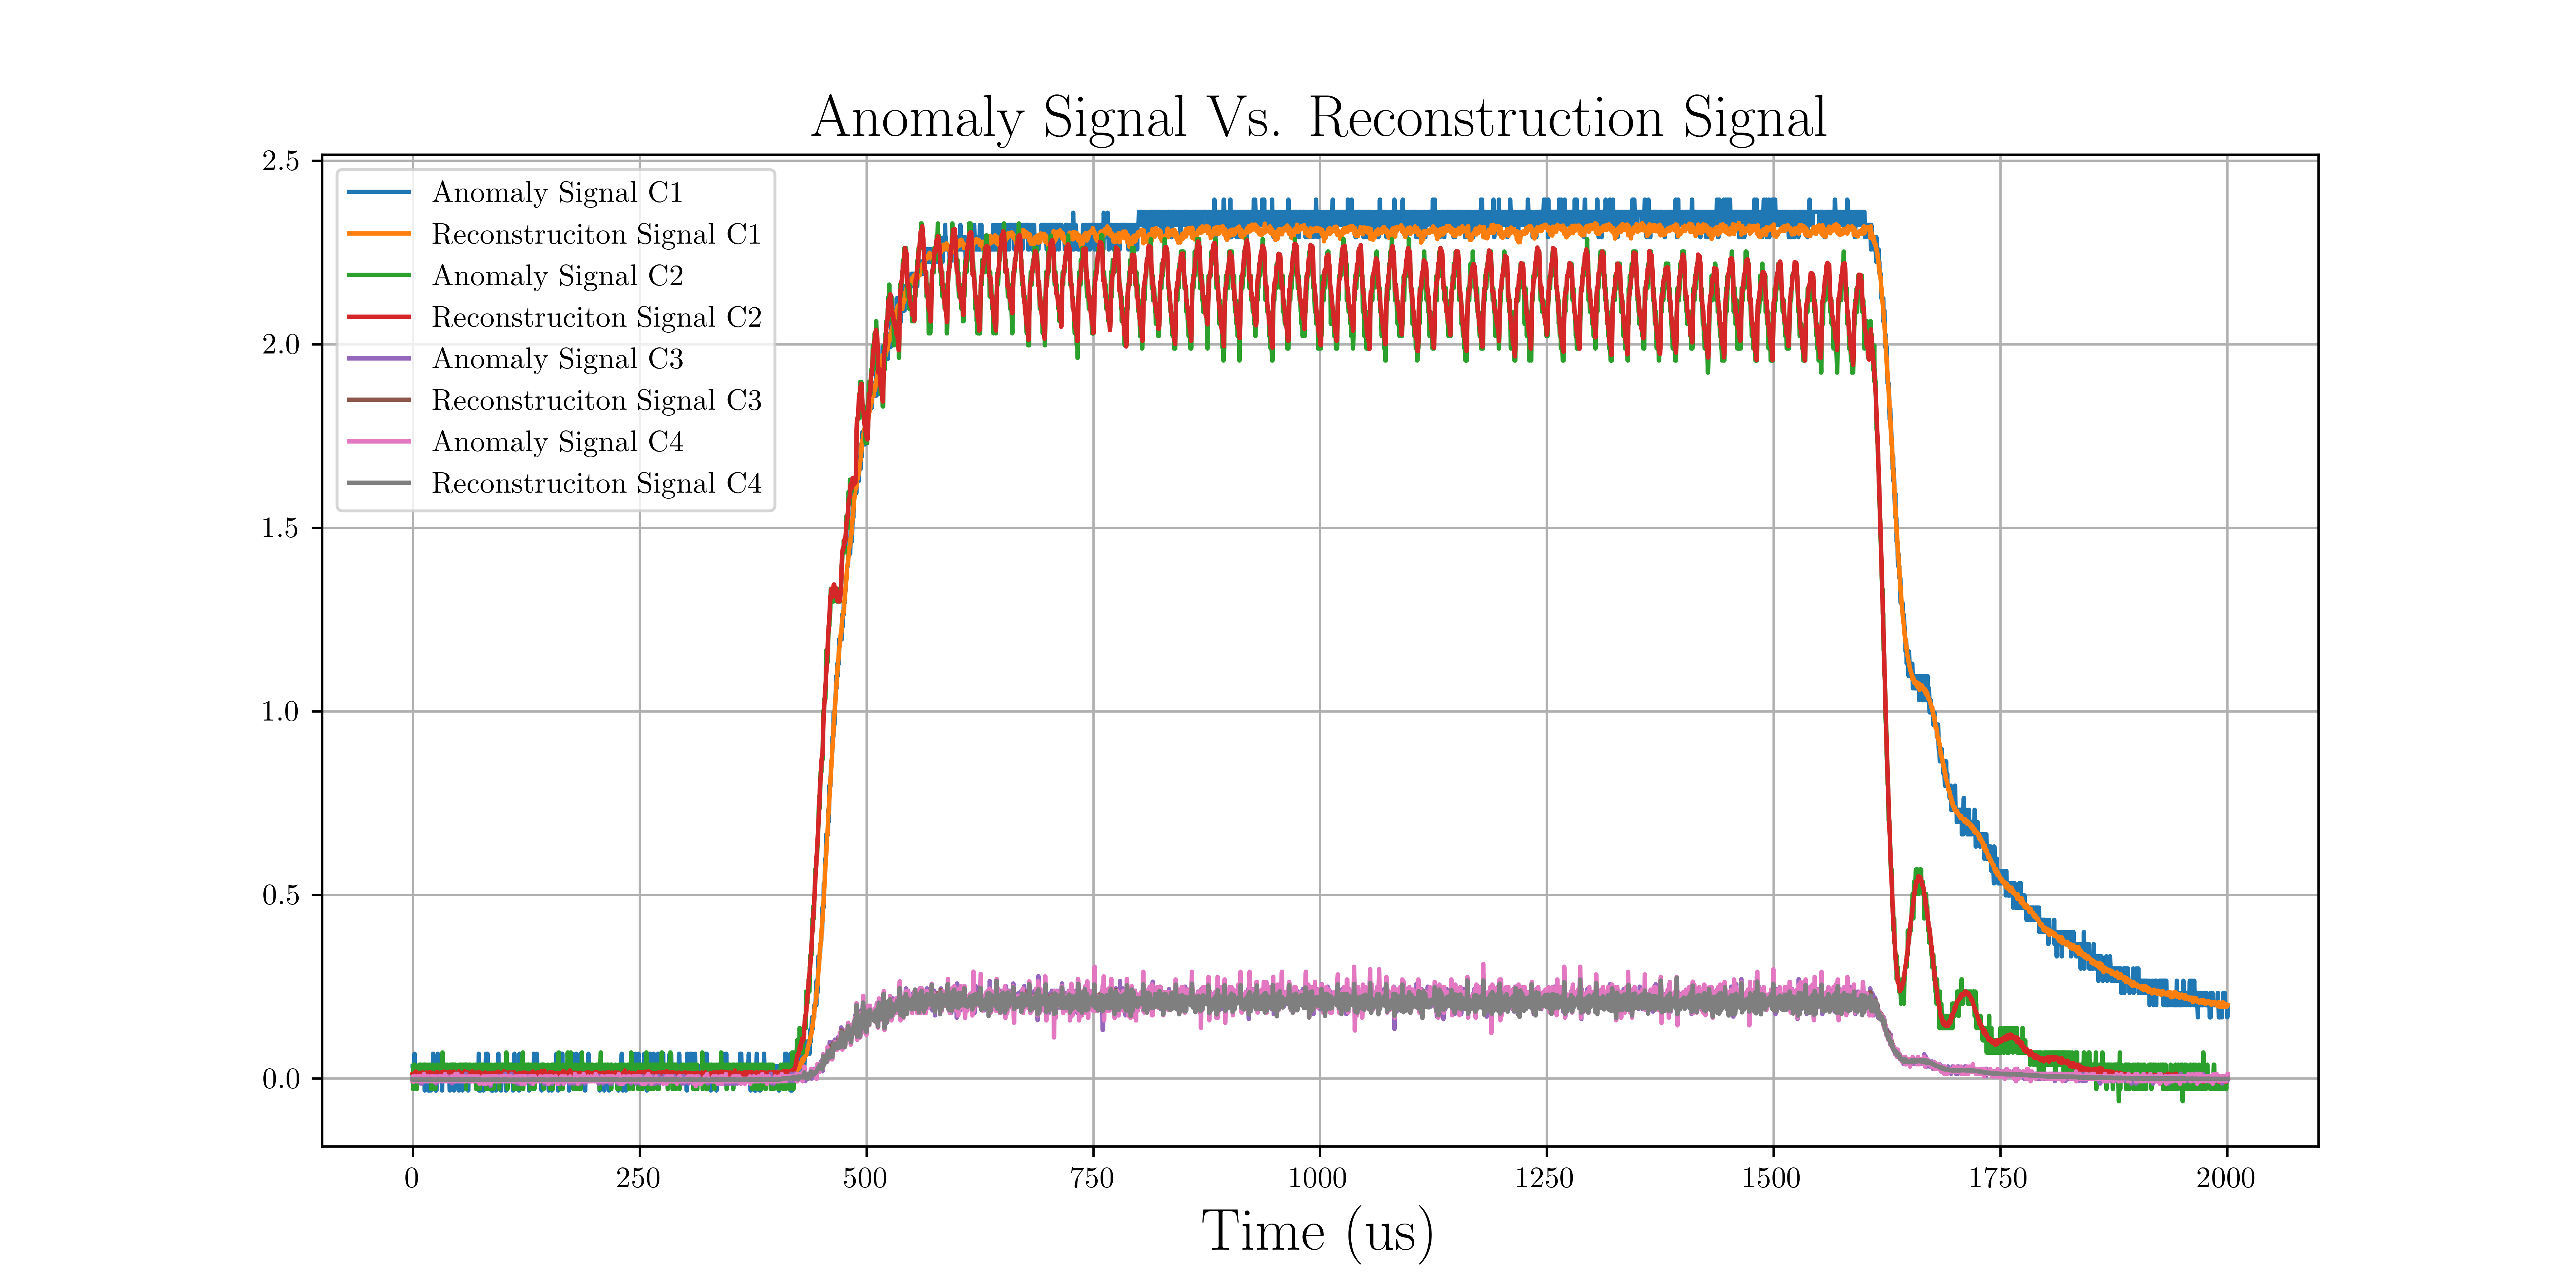 Anomaly Signal Vs. Reconstruction Signal
2.5
2.0
1.5
1.0
0.5
0.0
Anomaly Signal C1
Reconstruciton Signal C1
Anomaly Signal C2
Reconstruciton Signal C2
Anomaly Signal C3
Reconstruciton Signal C3
Anomaly Signal C4
Reconstruciton Signal C4
0 250 500 750 1000 1250 1500 1750 2000
Time (us)